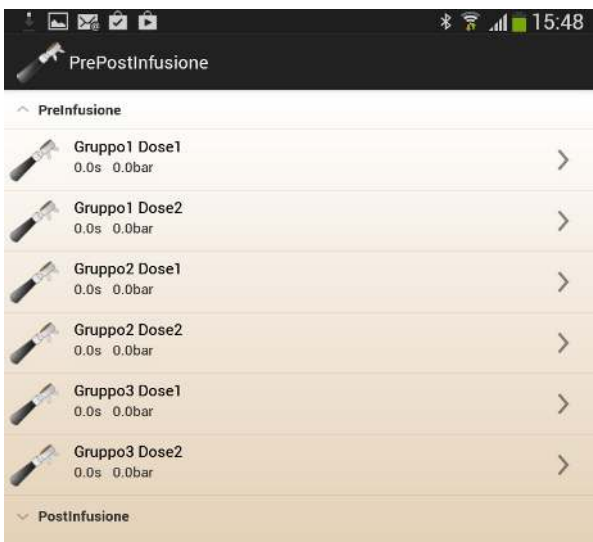 15:48
PrePostInfusione
PreInfusione
Gruppo1 Dose1
0.0s 0.0bar
Gruppo1 Dose2
0.0s 0.0bar
Gruppo2 Dose1
0.0s 0.0bar
Gruppo2 Dose2
0.0s 0.0bar
Gruppo3 Dose1
0.0s 0.0bar
Gruppo3 Dose2
0.0s 0.0bar
PostInfusione